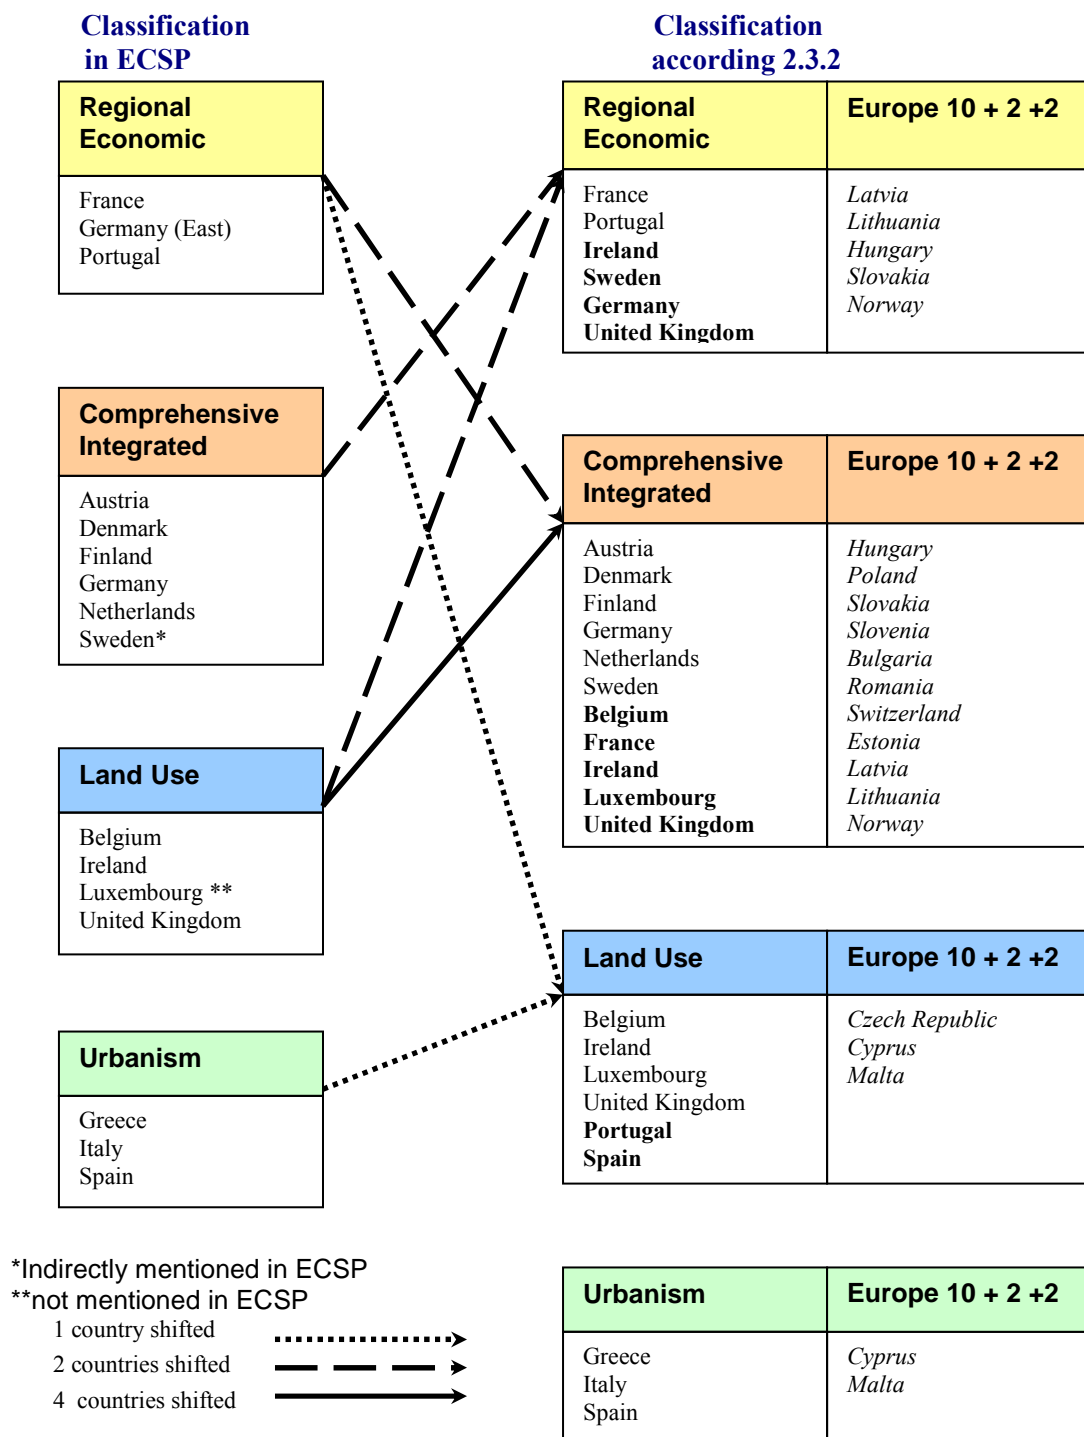 Classification
in ECSP
Regional
Economic
France
Germany (East)
Portugal
Comprehensive
Integrated
Austria
Denmark
Finland
Germany
Netherlands
Sweden*
Land Use
Belgium
Ireland
Luxembourg **
United Kingdom
Urbanism
Greece
Italy
Spain
*Indirectly mentioned in ECSP
**not mentioned in ECSP
1 country shifted
2 countries shifted
4 countries shifted
Classification
according 2.3.2
Regional
Economic
Europe 10 + 2 +2
France
Portugal
Ireland
Sweden
Germany
United Kingdom
Latvia
Lithuania
Hungary
Slovakia
Norway
Comprehensive
Integrated
Europe 10 + 2 +2
Austria
Denmark
Finland
Germany
Netherlands
Sweden
Belgium
France
Ireland
Luxembourg
United Kingdom
Hungary
Poland
Slovakia
Slovenia
Bulgaria
Romania
Switzerland
Estonia
Latvia
Lithuania
Norway
Land Use
Europe 10 + 2 +2
Belgium
Ireland
Luxembourg
United Kingdom
Portugal
Spain
Czech Republic
Cyprus
Malta
Urbanism
Europe 10 + 2 +2
Greece
Italy
Spain
Cyprus
Malta